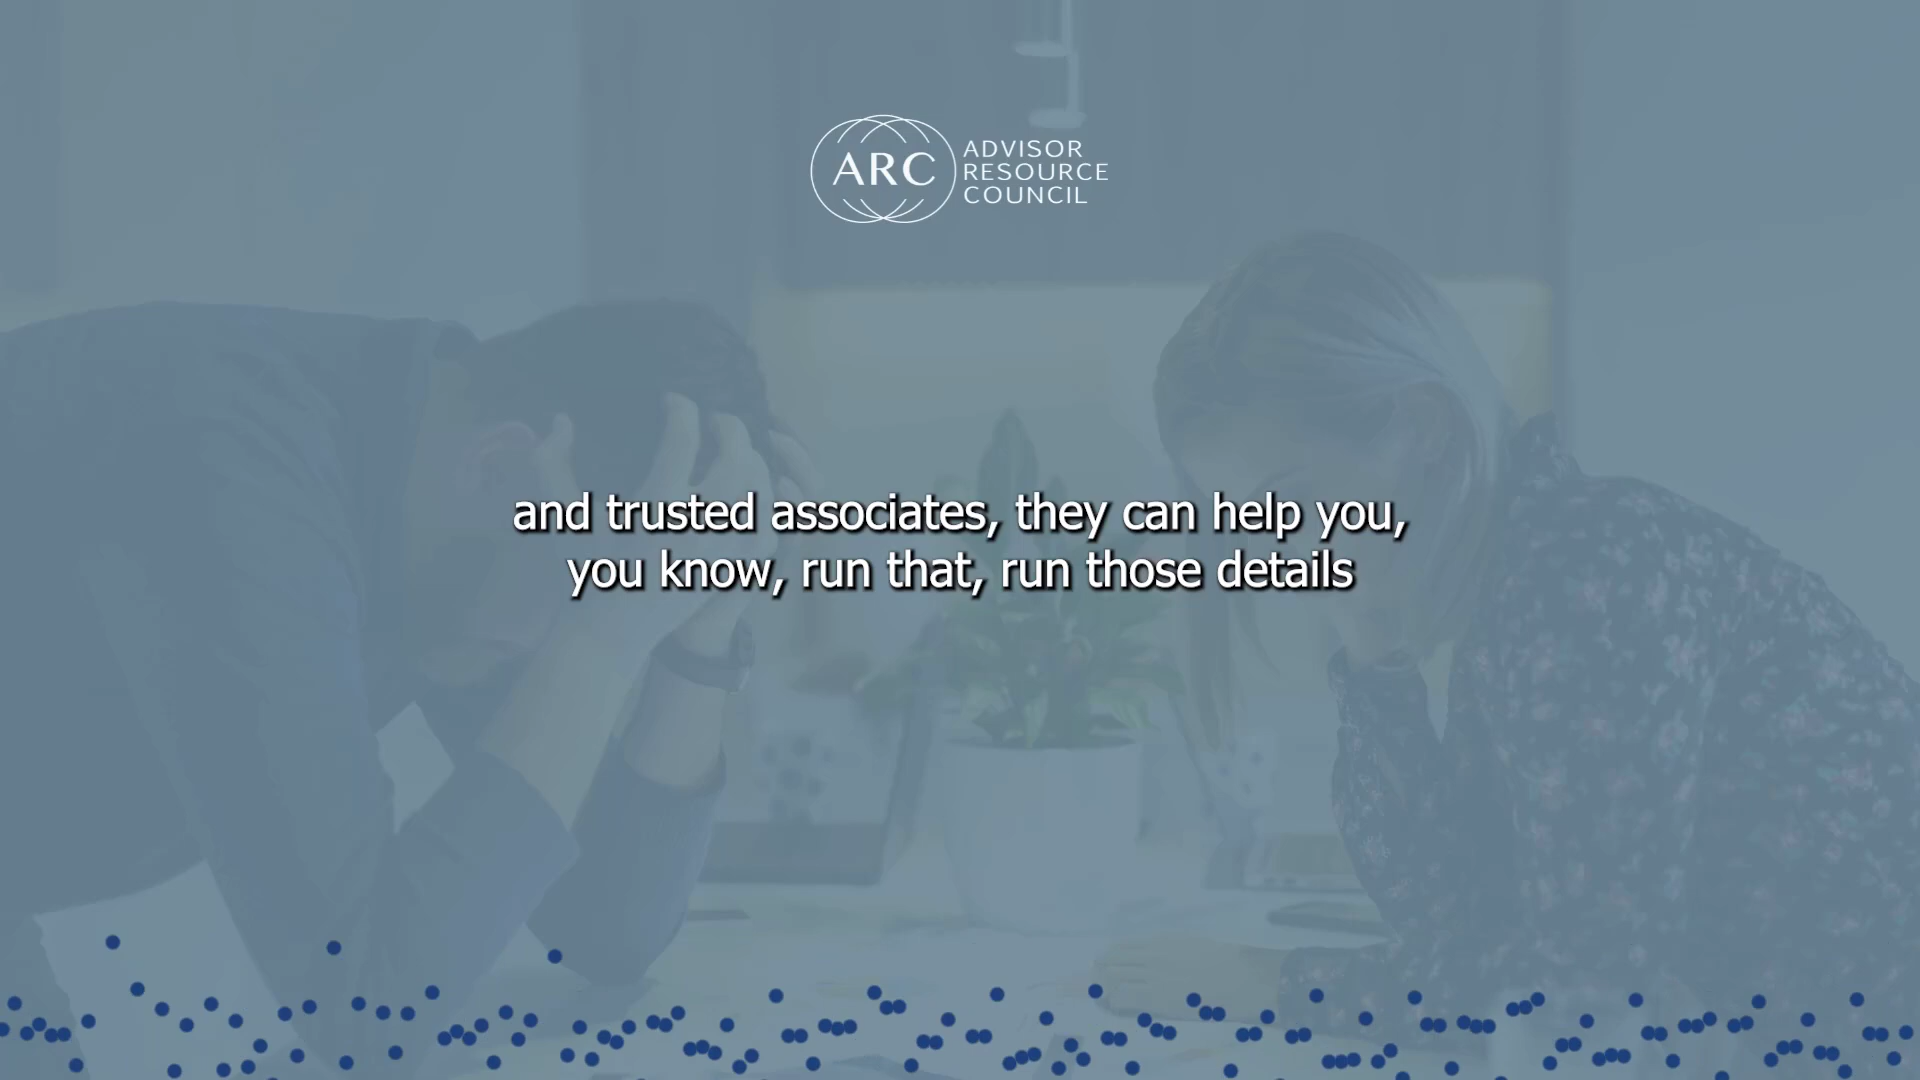 ARC
ADVISOR
RESOURCE
COUNCIL
and trusted associates, they can help you,
you know, run that, run those details